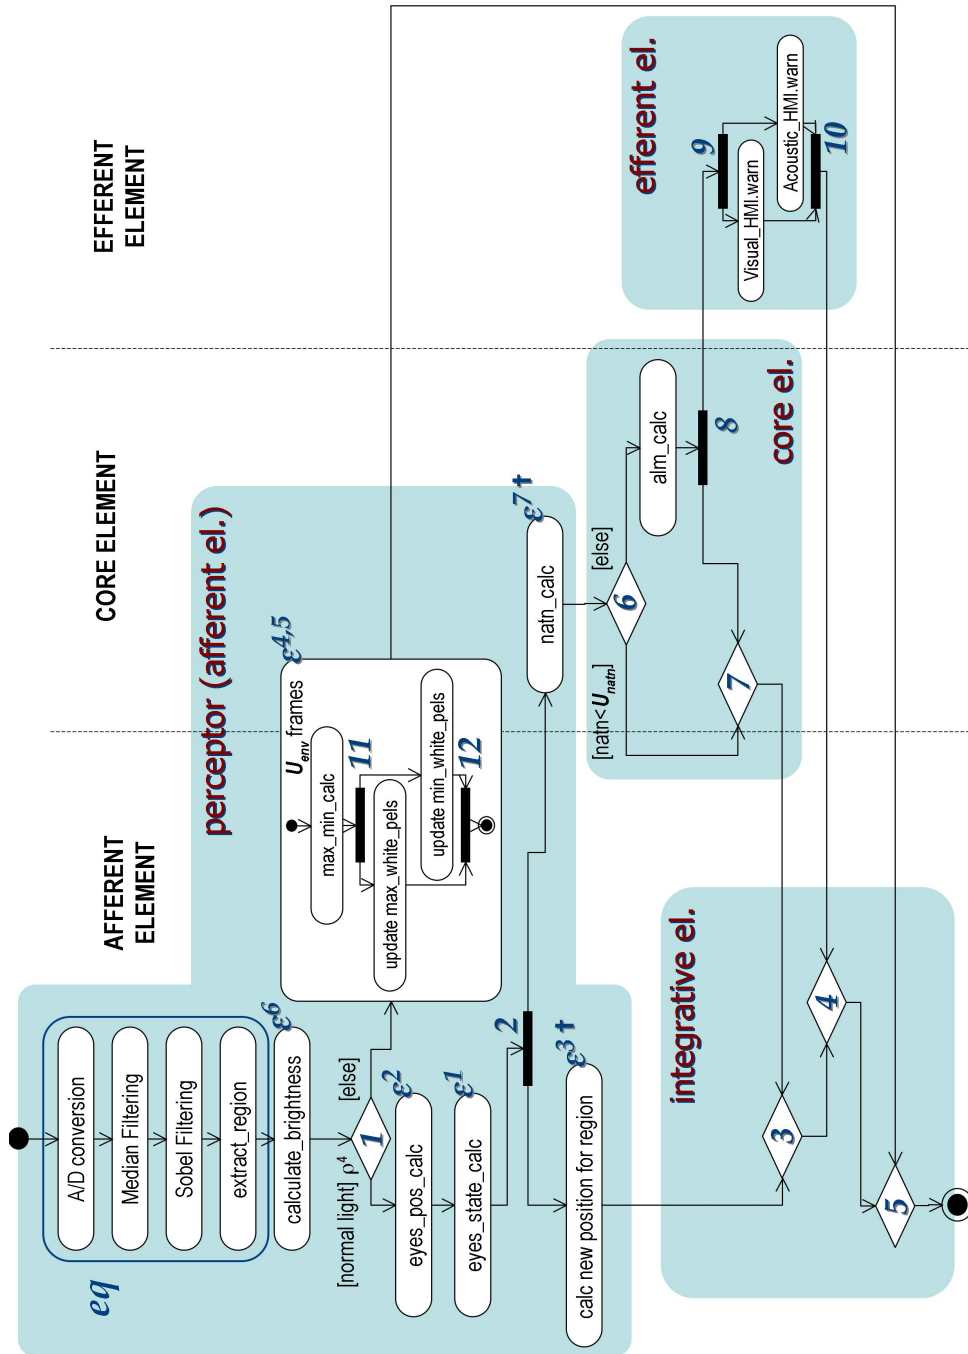 AFFERENT
ELEMENT
CORE ELEMENT
EFFERENT
ELEMENT
perceptor (afferent el.)
eq
A/D conversion
Median Filtering
Sobel Filtering
extract_region
calculate_brightness
ε⁶
1
[normal light] ρ⁴
[else]
eyes_pos_calc
ε²
eyes_state_calc
ε¹
2
calc new position for region
ε³⁺
U_env frames
ε⁴,⁵
max_min_calc
11
update max_white_pels
update min_white_pels
12
natn_calc
ε⁷⁺
6
[natn<U_natn]
[else]
alm_calc
8
7
core el.
efferent el.
9
Visual_HMI.warn
Acoustic_HMI.warn
10
integrative el.
3
4
5